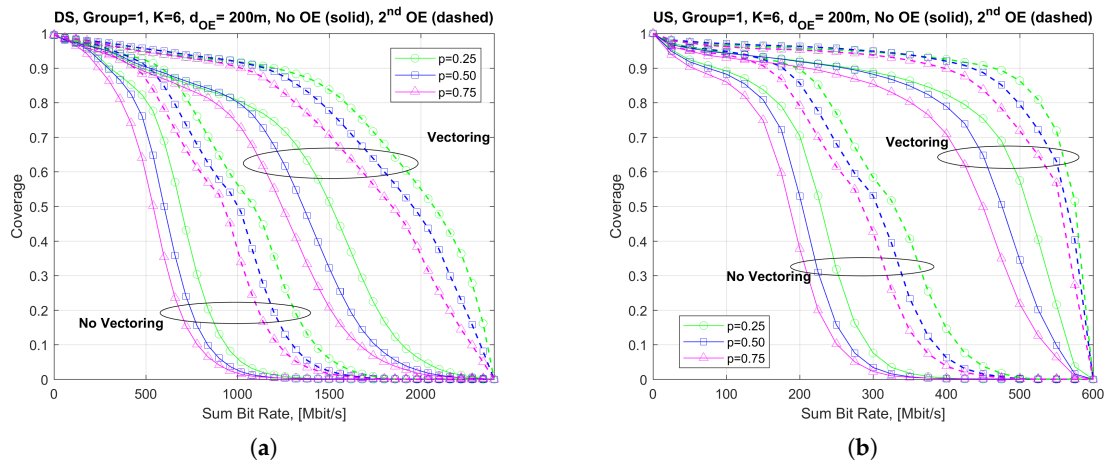 DS, Group=1, K=6, d_OE= 200m, No OE (solid), 2^nd OE (dashed)
1
0.9
0.8
0.7
0.6
0.5
0.4
0.3
0.2
0.1
0
Coverage
p=0.25
p=0.50
p=0.75
Vectoring
No Vectoring
0 500 1000 1500 2000
Sum Bit Rate, [Mbit/s]
(a)
US, Group=1, K=6, d_OE= 200m, No OE (solid), 2^nd OE (dashed)
1
0.9
0.8
0.7
0.6
0.5
0.4
0.3
0.2
0.1
0
Coverage
Vectoring
No Vectoring
p=0.25
p=0.50
p=0.75
0 100 200 300 400 500 600
Sum Bit Rate, [Mbit/s]
(b)